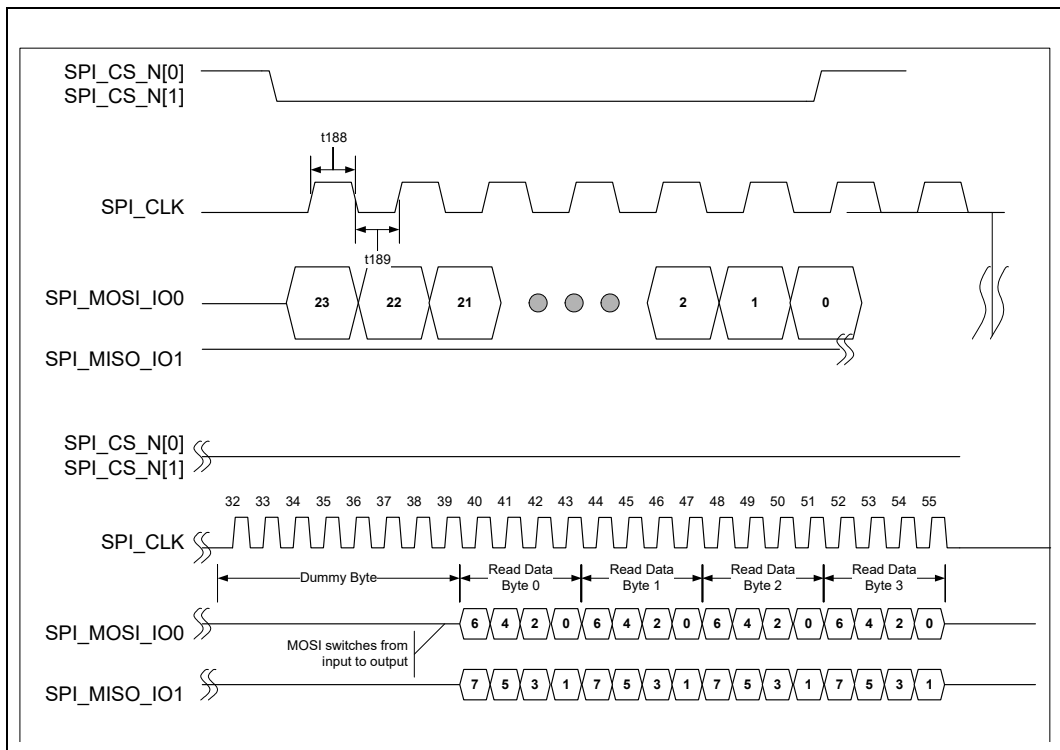 SPI_CS_N[0]
SPI_CS_N[1]
t188
SPI_CLK
t189
SPI_MOSI_IO0
23 22 21 2 1 0
SPI_MISO_IO1
SPI_CS_N[0]
SPI_CS_N[1]
32 33 34 35 36 37 38 39 40 41 42 43 44 45 46 47 48 49 50 51 52 53 54 55
SPI_CLK
Dummy Byte
Read Data
Byte 0
Read Data
Byte 1
Read Data
Byte 2
Read Data
Byte 3
SPI_MOSI_IO0
6 4 2 0 6 4 2 0 6 4 2 0 6 4 2 0
MOSI switches from
input to output
SPI_MISO_IO1
7 5 3 1 7 5 3 1 7 5 3 1 7 5 3 1